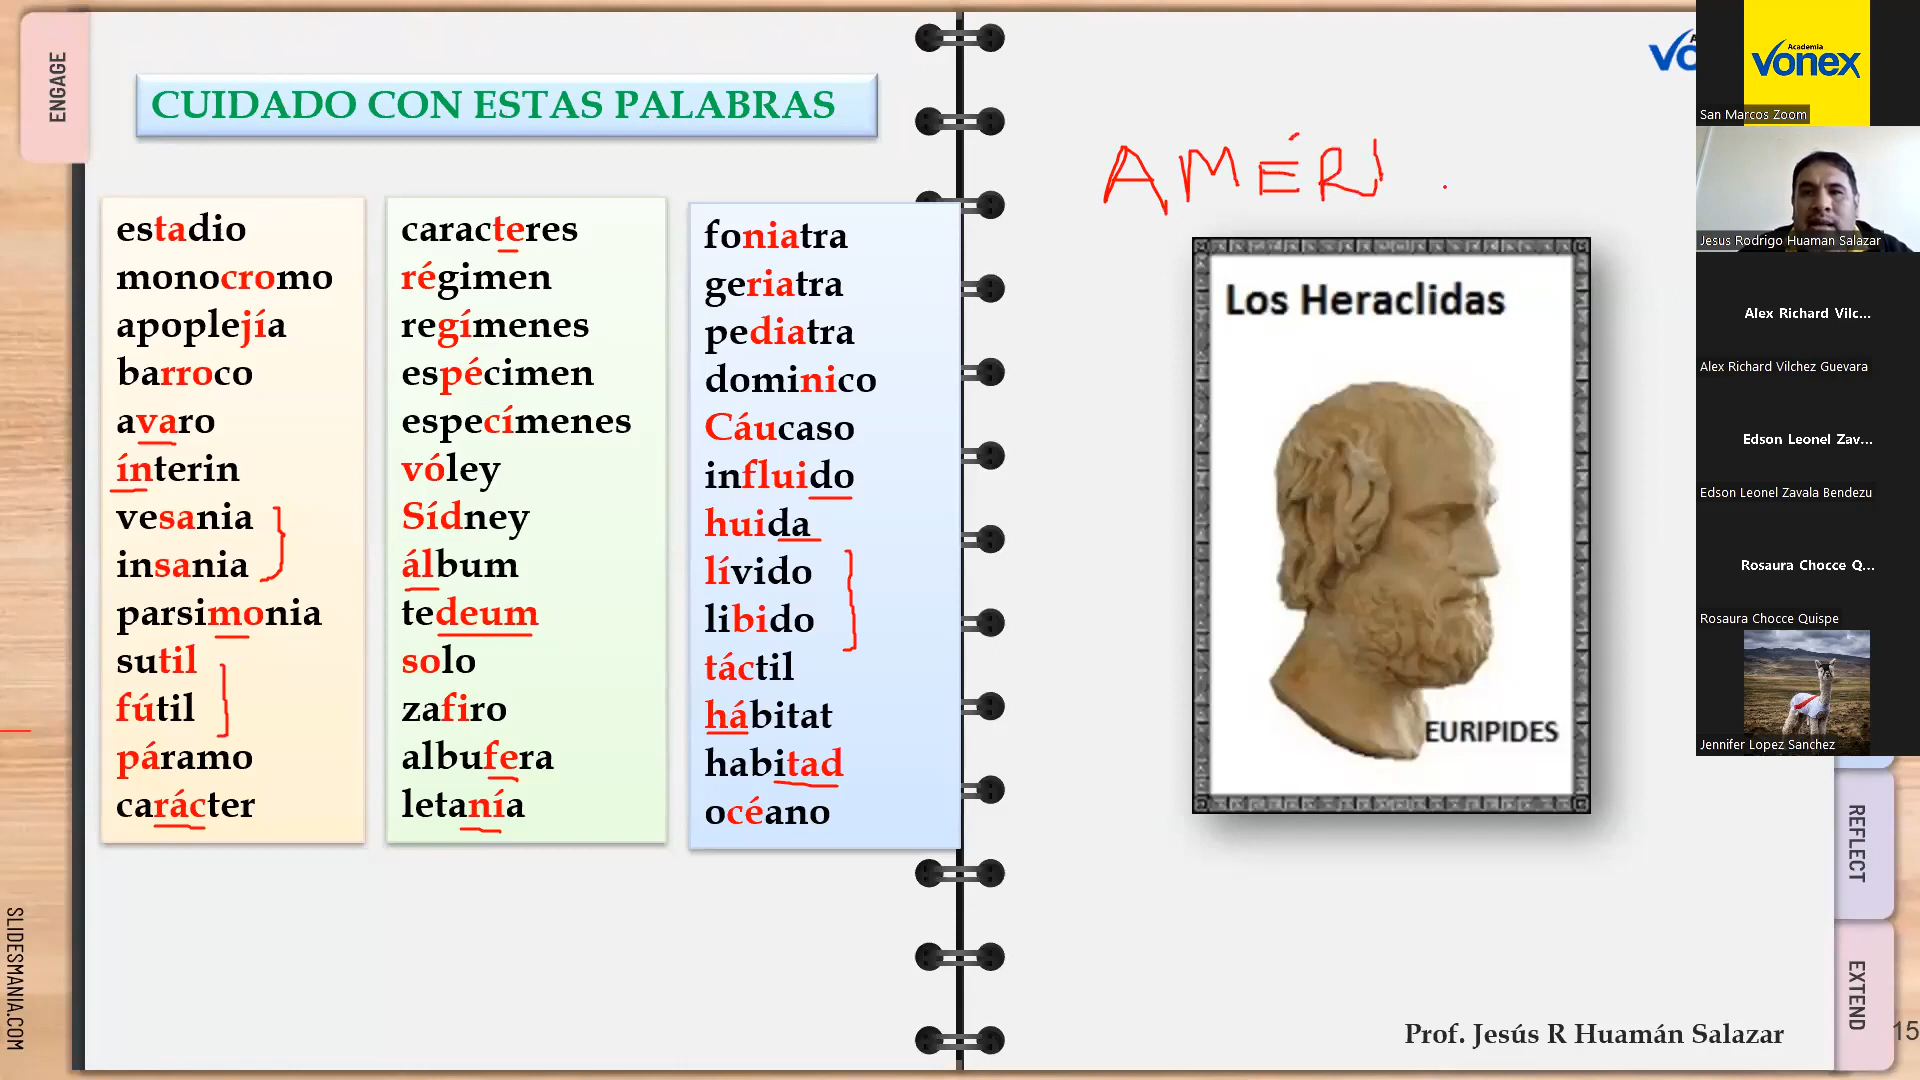 ENGAGE
CUIDADO CON ESTAS PALABRAS
estadio
monocromo
apoplejía
barroco
avaro
ínterin
vesania
insania
parsimonia
sutil
fútil
páramo
carácter
caracteres
régimen
regímenes
espécimen
especímenes
vóley
Sídney
álbum
tedeum
solo
zafiro
albufera
letanía
foniatra
geriatra
pediatra
dominico
Cáucaso
influido
huida
lívido
libido
táctil
hábitat
habitad
océano
AMÉRI
Los Heraclidas
EURIPIDES
Prof. Jesús R Huamán Salazar
15
REFLECT
EXTEND
SLIDESMANIA.COM
Academia
vonex
San Marcos Zoom
Jesus Rodrigo Huaman Salazar
Alex Richard Vilc...
Alex Richard Vilchez Guevara
Edson Leonel Zav...
Edson Leonel Zavala Bendezu
Rosaura Chocce Q...
Rosaura Chocce Quispe
Jennifer Lopez Sanchez